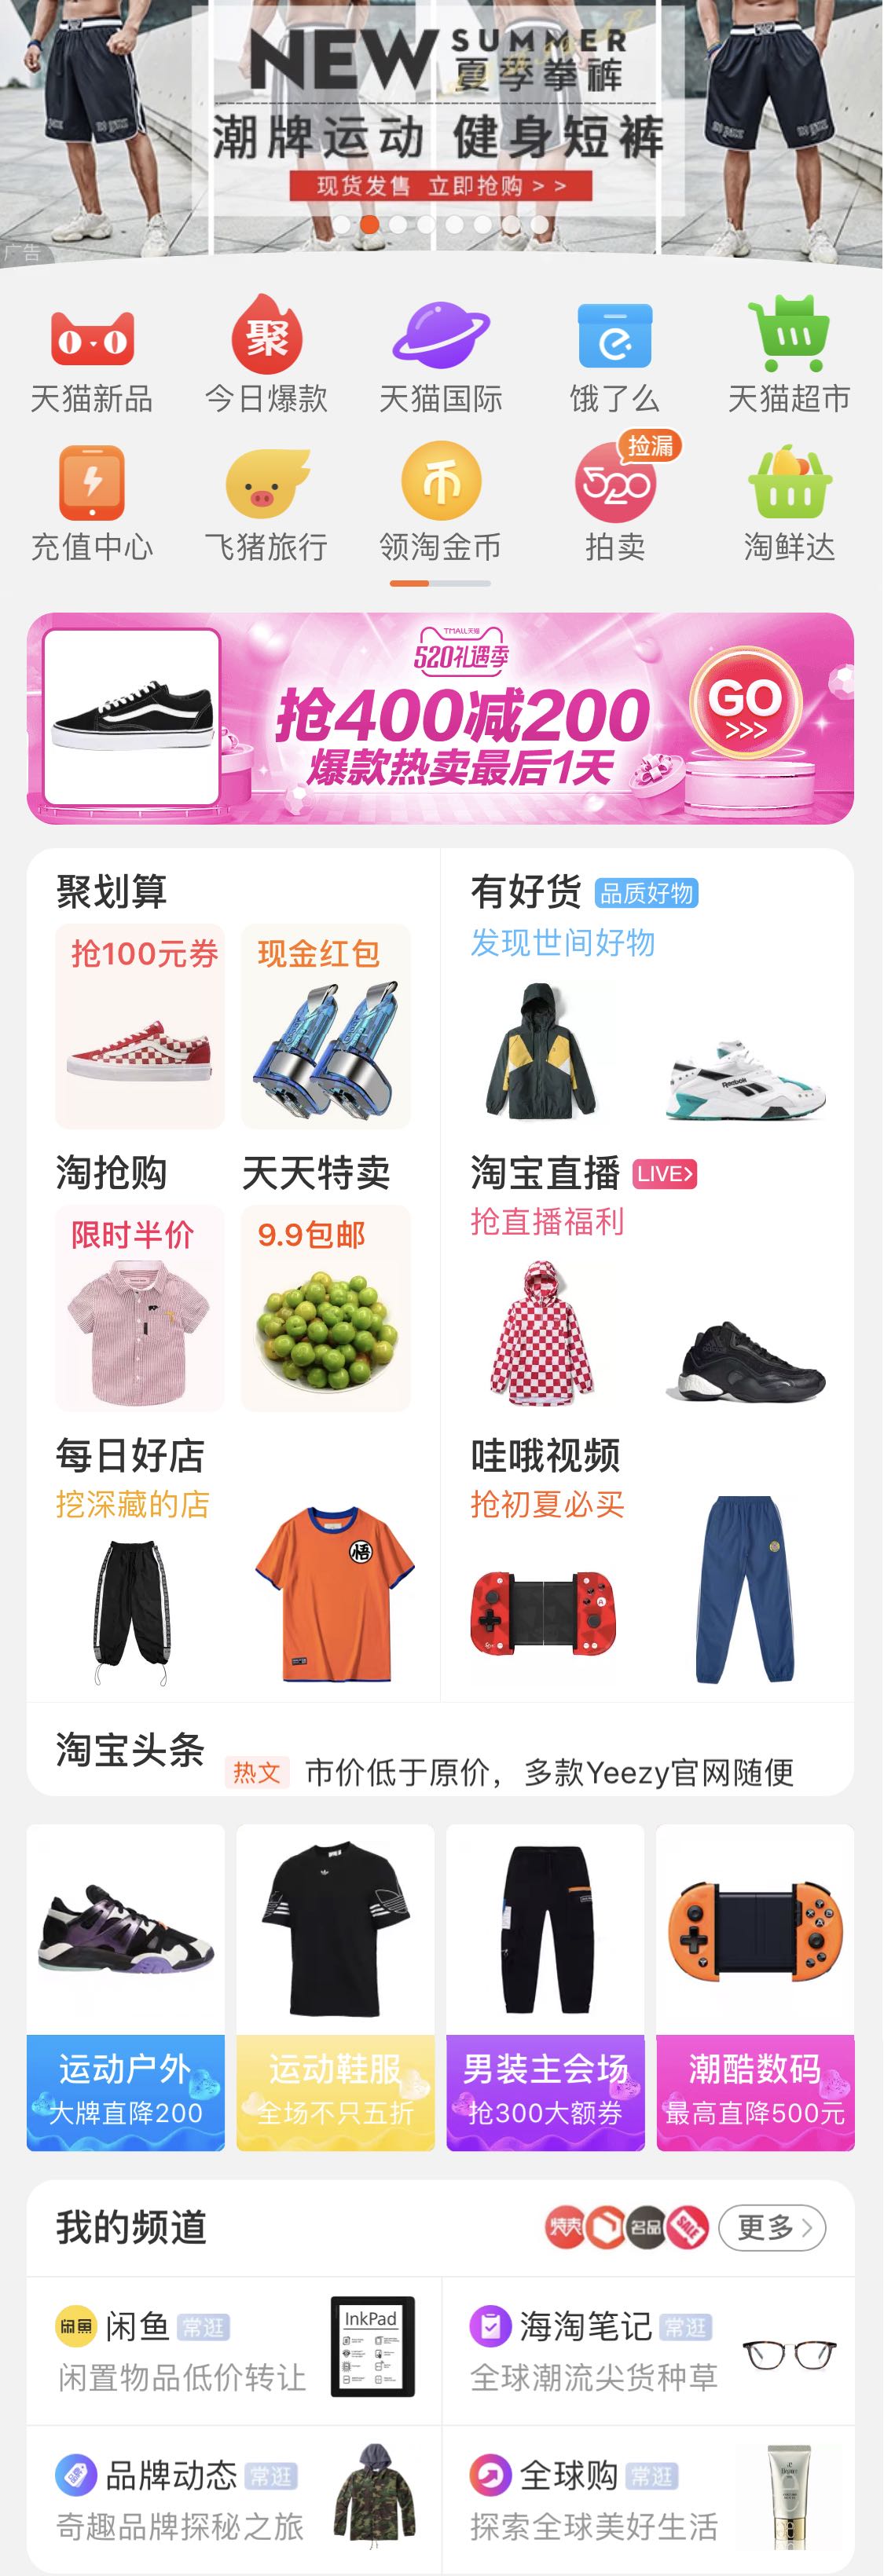 NEW SUMMER
夏季拳裤
潮牌运动 健身短裤
现货发售 立即抢购 > >
广告
聚
天猫新品 今日爆款 天猫国际 饿了么 天猫超市
捡漏
币 520
充值中心 飞猪旅行 领淘金币 拍卖 淘鲜达
TMALL天猫
520礼遇季
抢400减200
爆款热卖最后1天
GO
>>>
聚划算
抢100元券 现金红包
有好货 品质好物
发现世间好物
Reebok
淘抢购 天天特卖
限时半价 9.9包邮
淘宝直播 LIVE>
抢直播福利
每日好店
挖深藏的店
悟
哇哦视频
抢初夏必买
淘宝头条
热文 市价低于原价，多款Yeezy官网随便
运动户外 运动鞋服 男装主会场 潮酷数码
大牌直降200 全场不只五折 抢300大额券 最高直降500元
我的频道 特卖 名品 SALE 更多 >
闲鱼 闲鱼 常逛
闲置物品低价转让
InkPad
海淘笔记 常逛
全球潮流尖货种草
品牌动态 常逛
奇趣品牌探秘之旅
全球购 常逛
探索全球美好生活